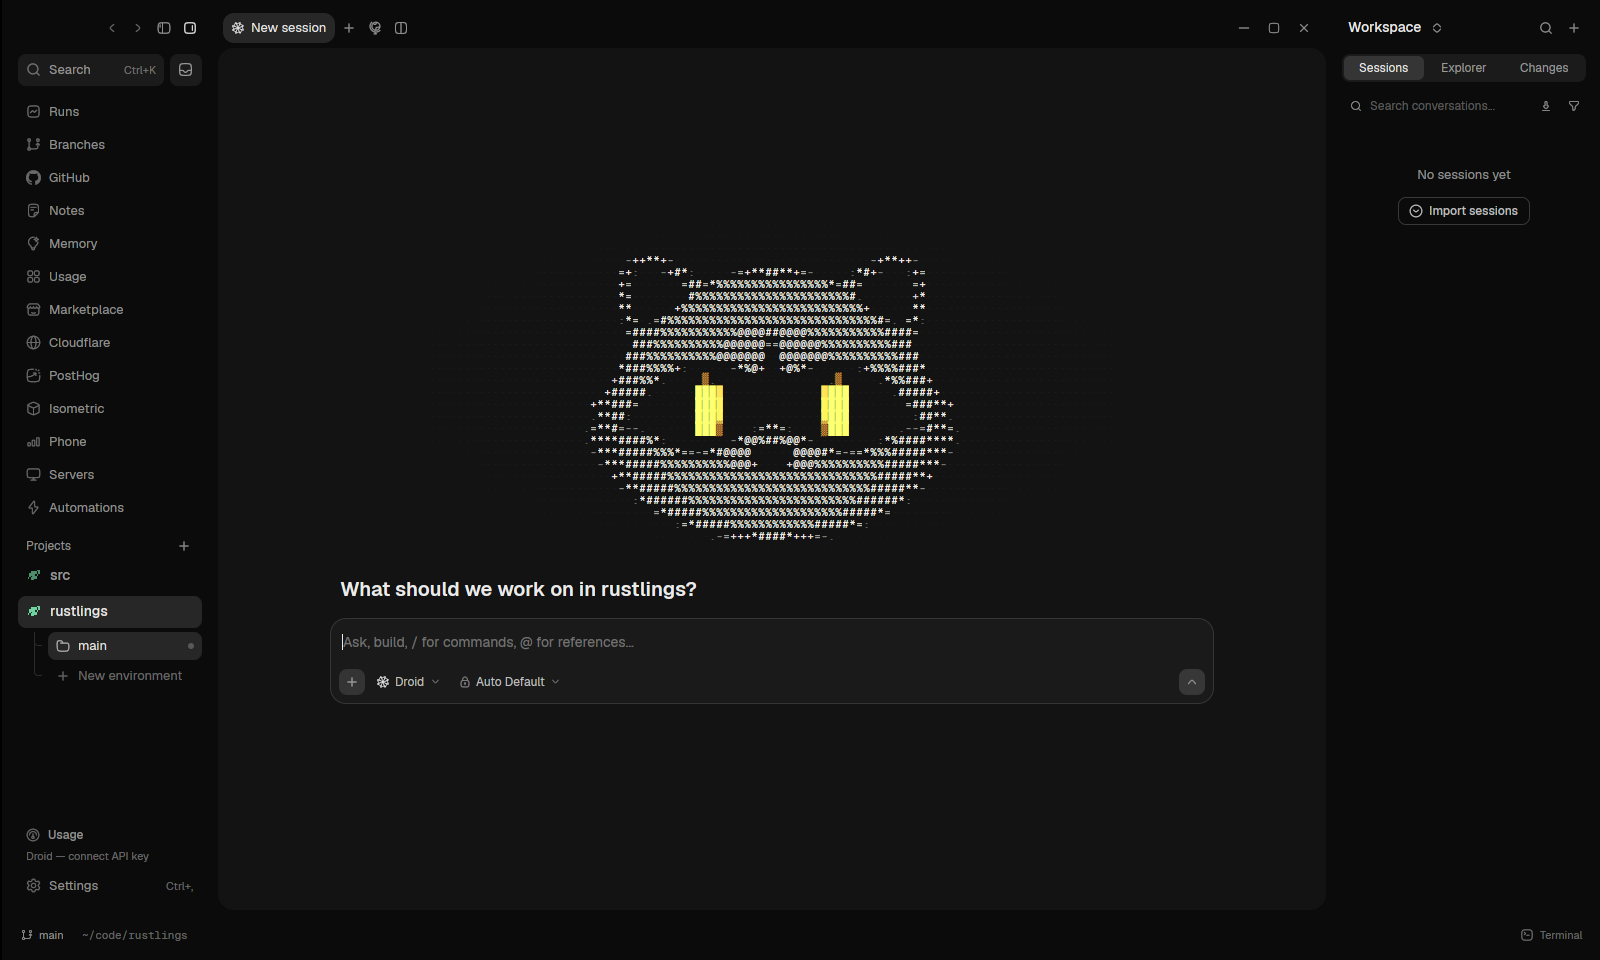 New session
Workspace
Search Ctrl+K
Sessions Explorer Changes
Search conversations...
Runs
Branches
GitHub
Notes
Memory
Usage
Marketplace
Cloudflare
PostHog
Isometric
Phone
Servers
Automations
Projects
src
rustlings
main
New environment
Usage
Droid — connect API key
Settings Ctrl+,
main ~/code/rustlings
What should we work on in rustlings?
Ask, build, / for commands, @ for references...
Droid Auto Default
No sessions yet
Import sessions
Terminal